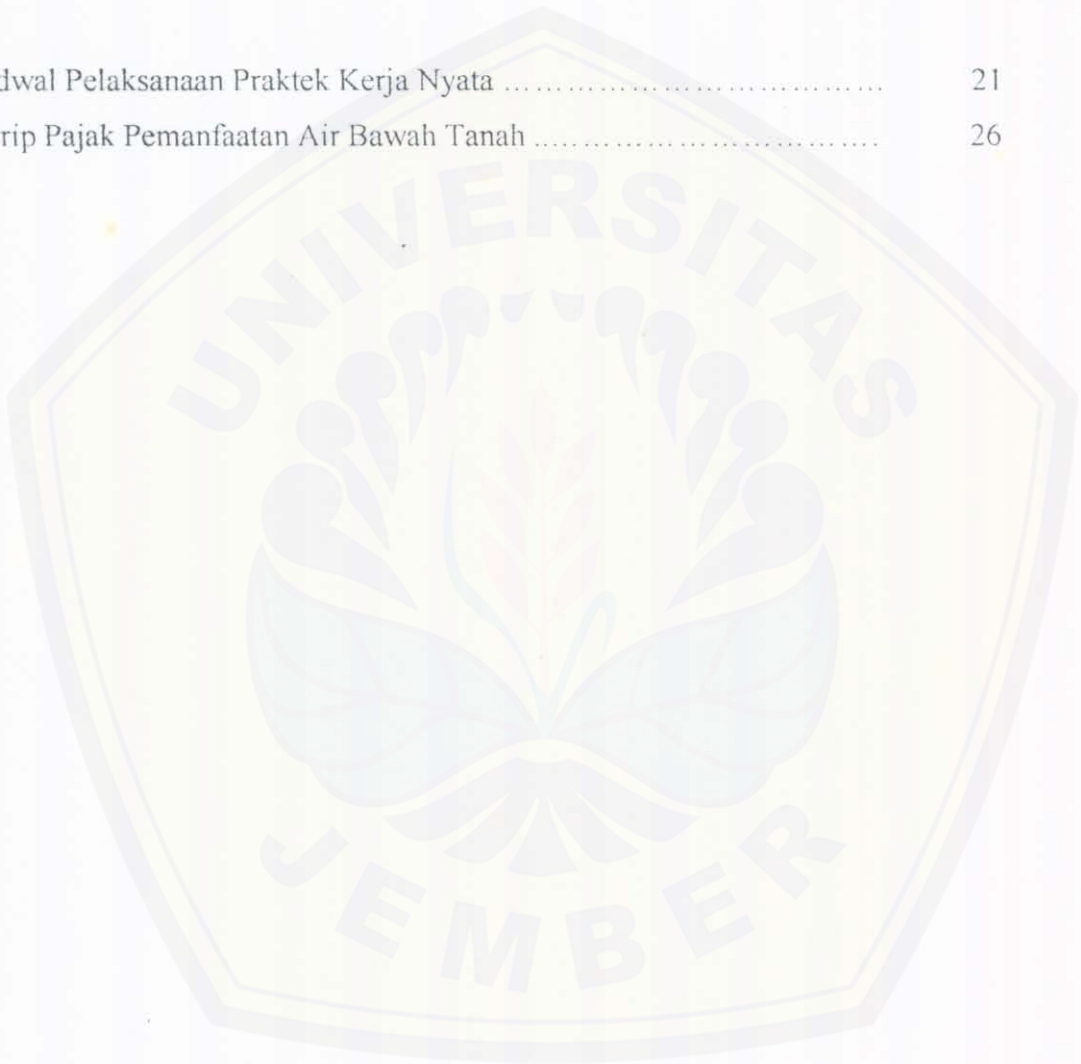 dwal Pelaksanaan Praktek Kerja Nyata ........................................ 21
rip Pajak Pemanfaatan Air Bawah Tanah ..................................... 26
UNIVERSITAS
JEMBER